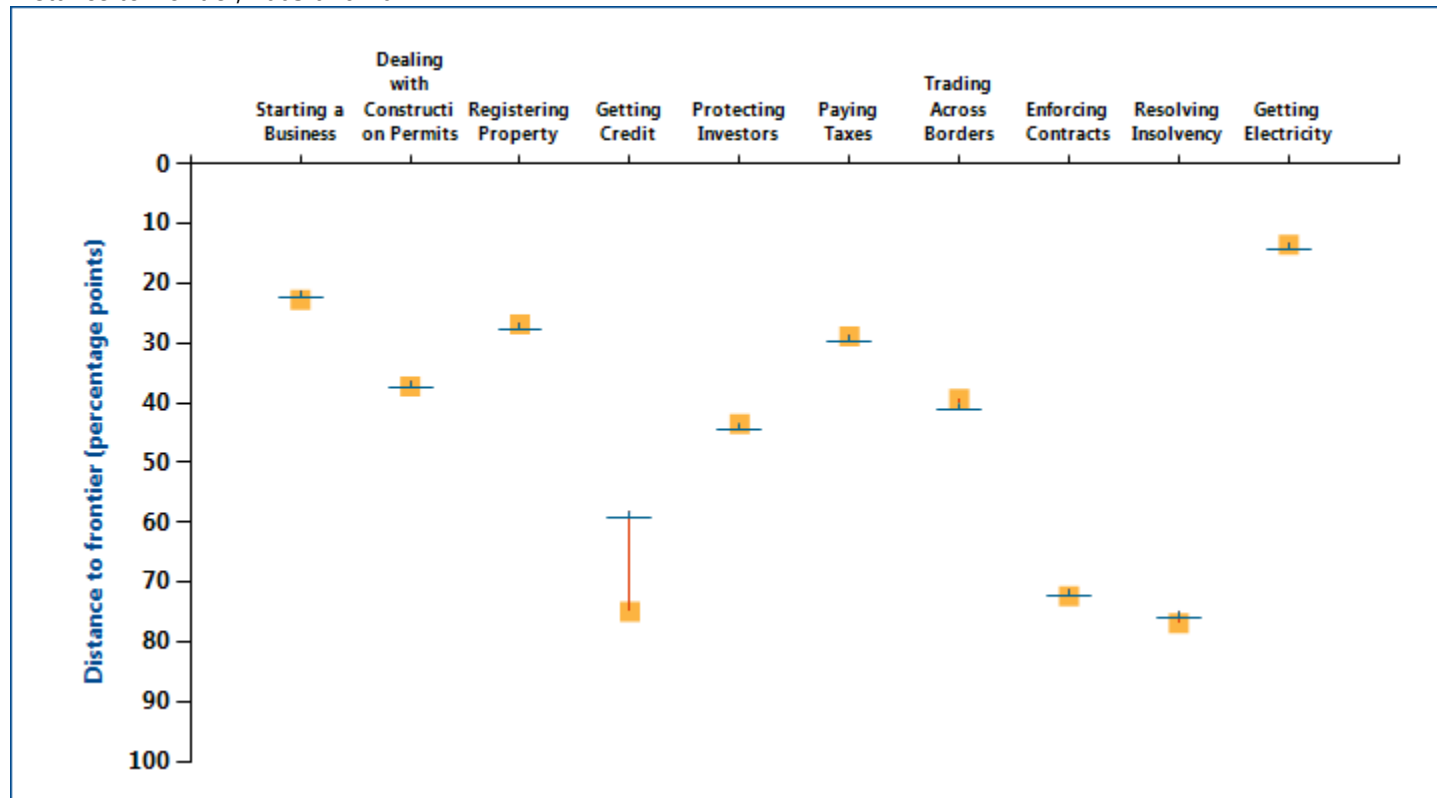 Dealing
with
Constructi
on Permits
Starting a
Business
Registering
Property
Getting
Credit
Protecting
Investors
Paying
Taxes
Trading
Across
Borders
Enforcing
Contracts
Resolving
Insolvency
Getting
Electricity
Distance to frontier (percentage points)
0
10
20
30
40
50
60
70
80
90
100